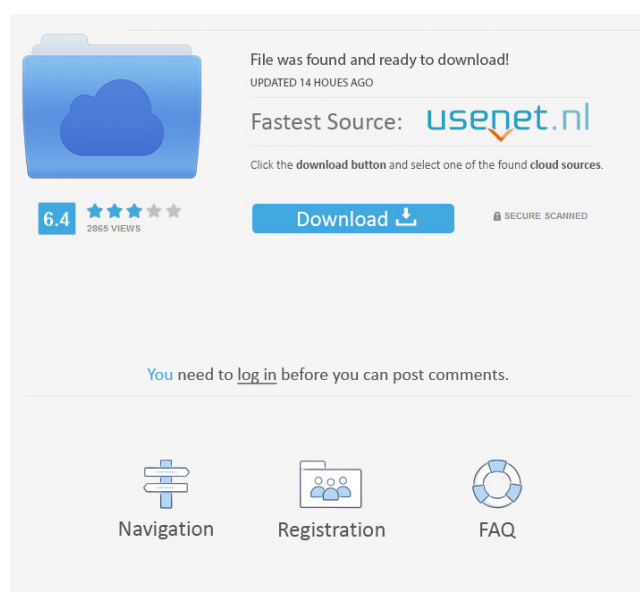 File was found and ready to download!
UPDATED 14 HOUES AGO
Fastest Source: usenet.nl
Click the download button and select one of the found cloud sources.
6.4
2865 VIEWS
Download
SECURE SCANNED
You need to log in before you can post comments.
Navigation
Registration
FAQ